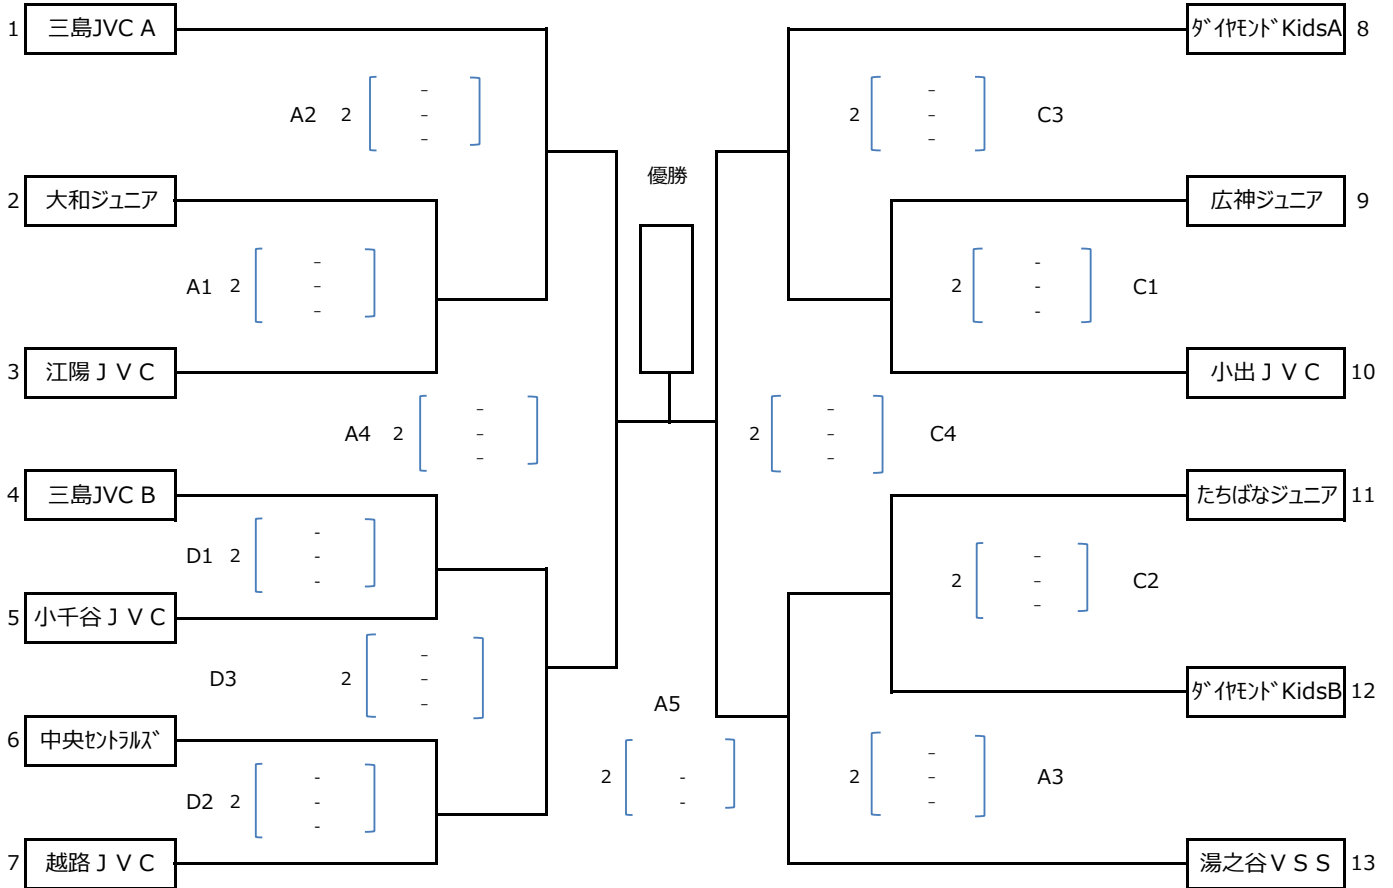 1 三島JVC A
ﾀﾞｲﾔﾓﾝﾄﾞKidsA 8
A2 2 - - -
2 - - - C3
優勝
2 大和ジュニア
広神ジュニア 9
A1 2 - - -
2 - - - C1
3 江陽ＪＶＣ
小出ＪＶＣ 10
A4 2 - - -
2 - - - C4
4 三島JVC B
たちばなジュニア 11
D1 2 - - -
2 - - - C2
5 小千谷ＪＶＣ
D3 2 - - -
ﾀﾞｲﾔﾓﾝﾄﾞKidsB 12
A5
6 中央ｾﾝﾄﾗﾙｽﾞ
2 - -
2 - - - A3
D2 2 - - -
7 越路ＪＶＣ
湯之谷ＶＳＳ 13